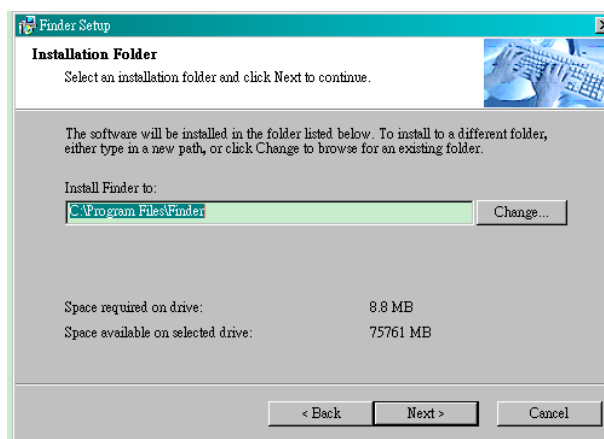 Finder Setup
Installation Folder
Select an installation folder and click Next to continue.
The software will be installed in the folder listed below. To install to a different folder,
either type in a new path, or click Change to browse for an existing folder.
Install Finder to:
C:\Program Files\Finder
Change...
Space required on drive: 8.8 MB
Space available on selected drive: 75761 MB
< Back Next > Cancel